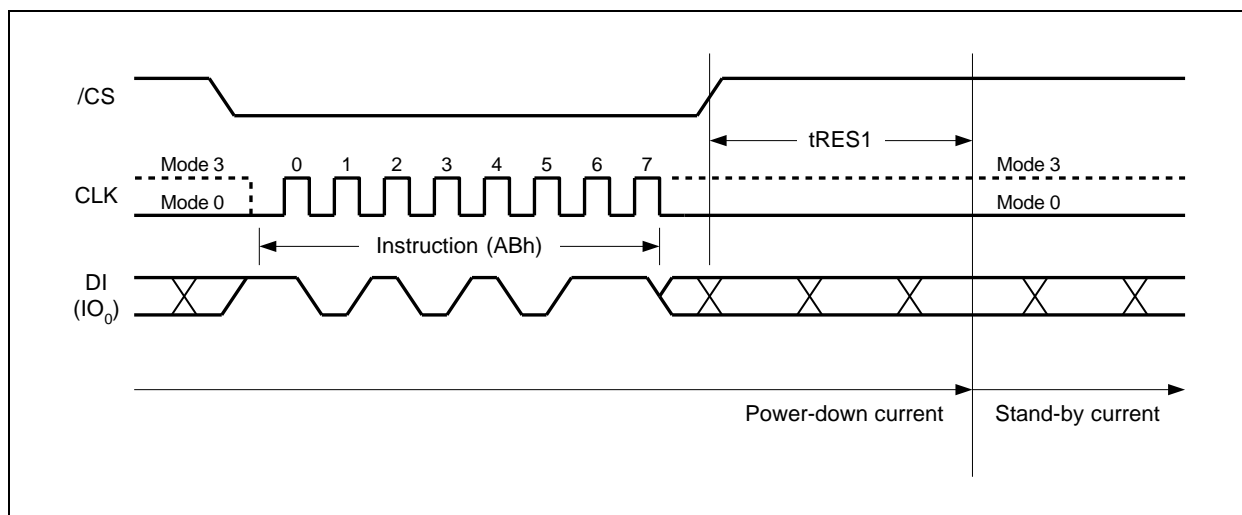 /CS
tRES1
Mode 3 0 1 2 3 4 5 6 7 Mode 3
CLK
Mode 0 Mode 0
Instruction (ABh)
DI
(IO0)
Power-down current Stand-by current